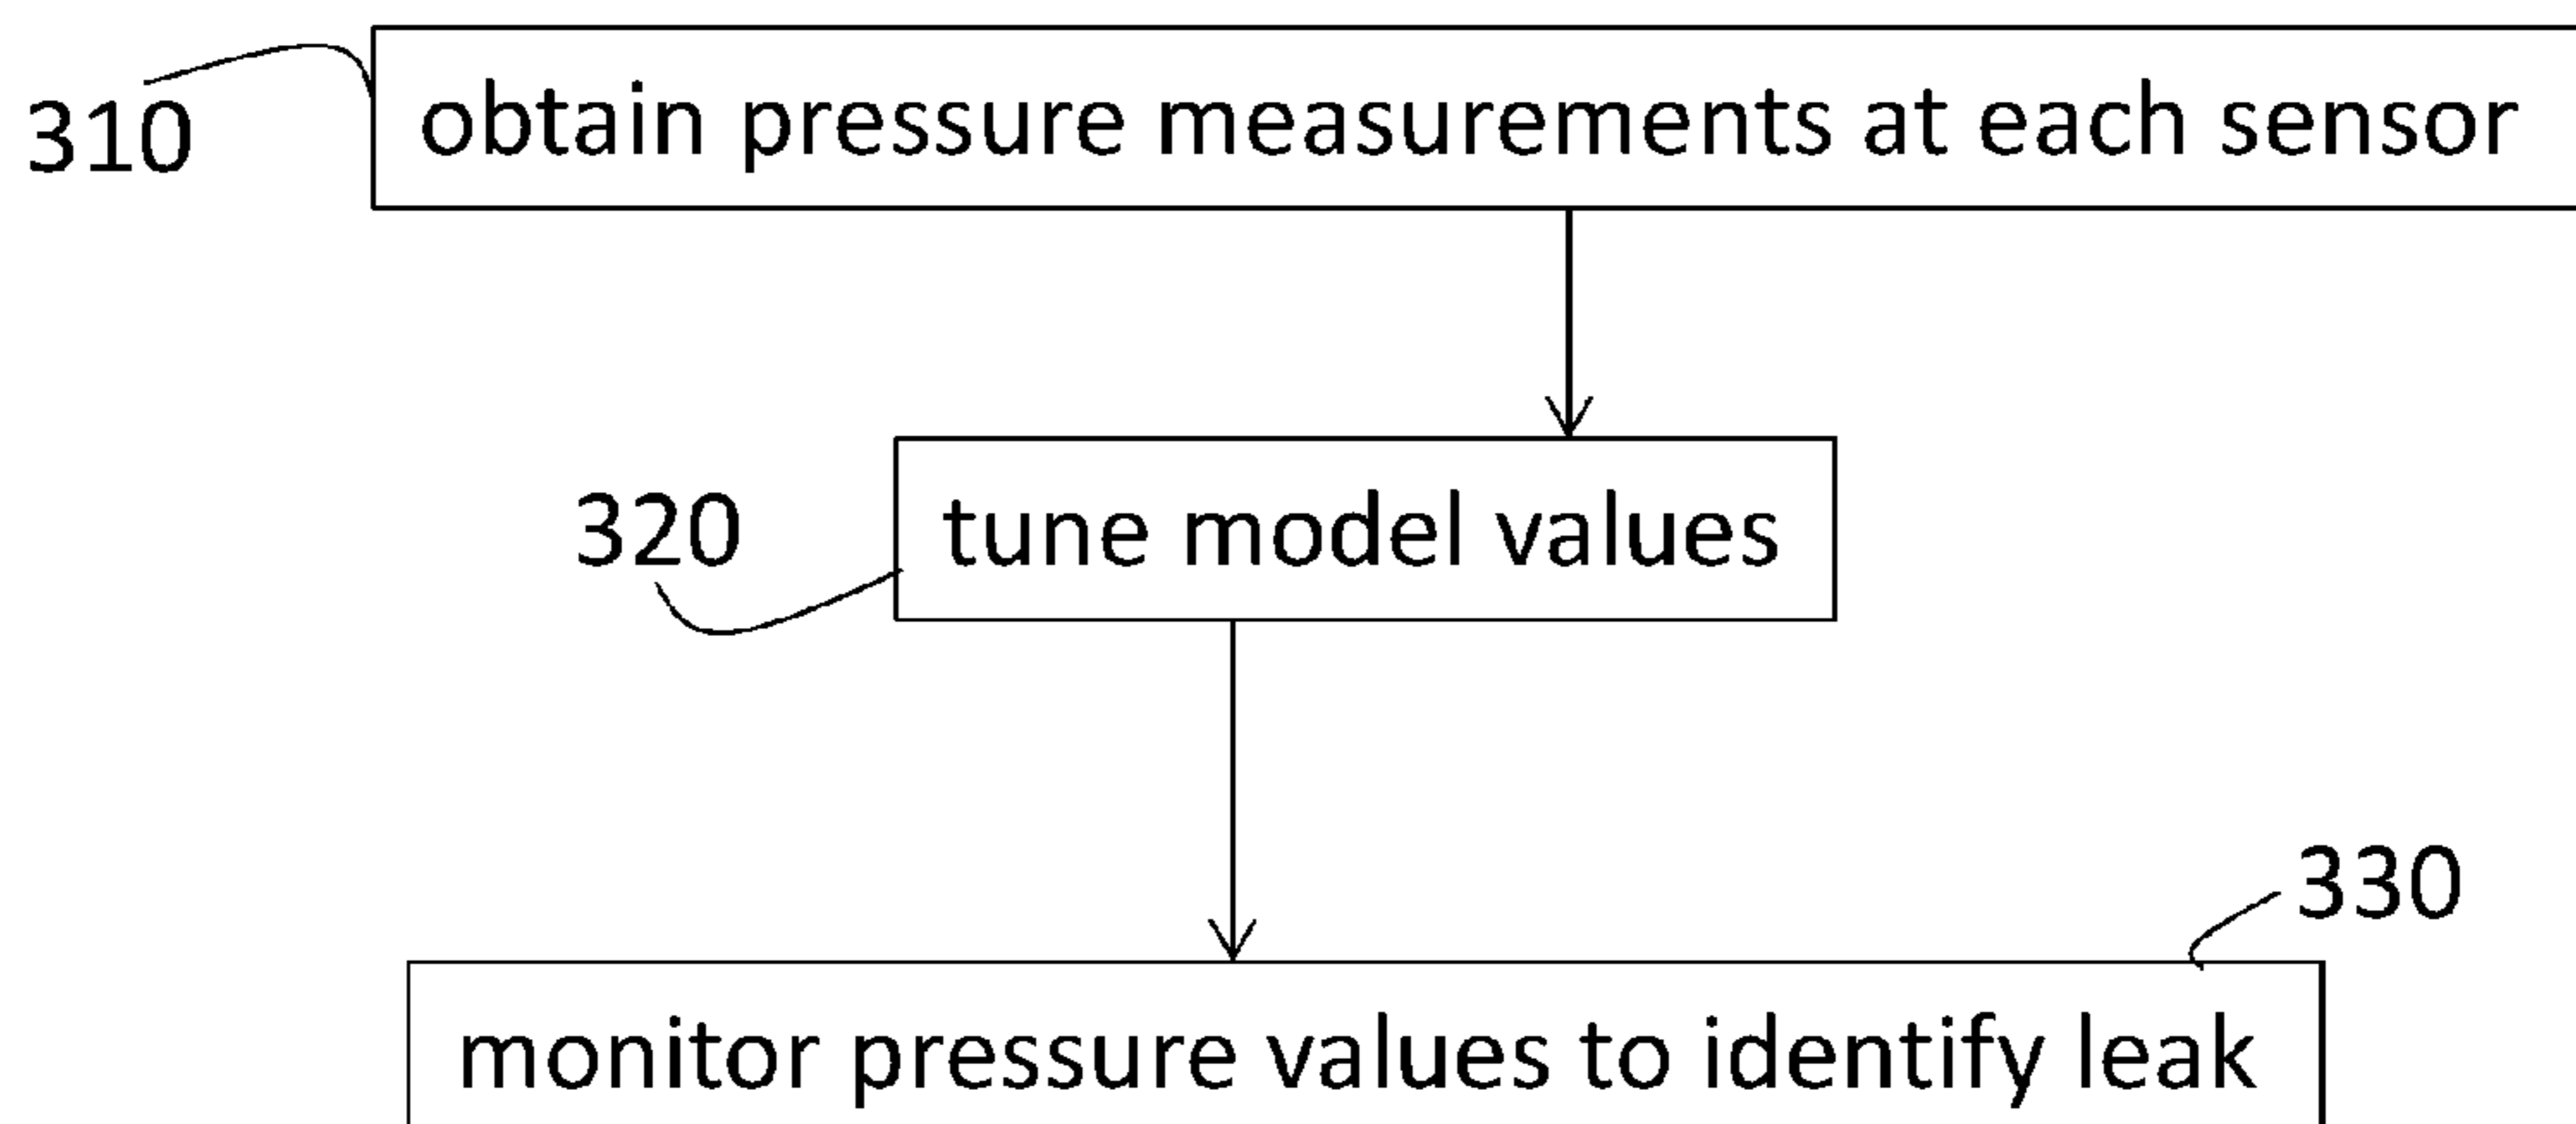 310
obtain pressure measurements at each sensor
320
tune model values
330
monitor pressure values to identify leak